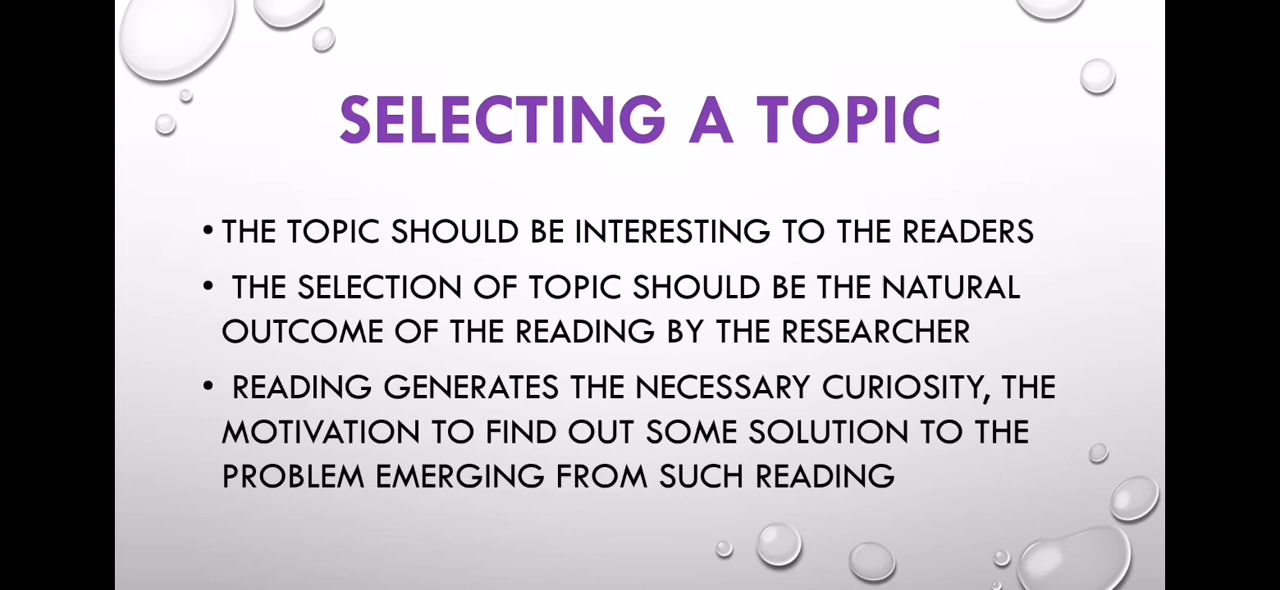 SELECTING A TOPIC
• THE TOPIC SHOULD BE INTERESTING TO THE READERS
• THE SELECTION OF TOPIC SHOULD BE THE NATURAL
OUTCOME OF THE READING BY THE RESEARCHER
• READING GENERATES THE NECESSARY CURIOSITY, THE
MOTIVATION TO FIND OUT SOME SOLUTION TO THE
PROBLEM EMERGING FROM SUCH READING